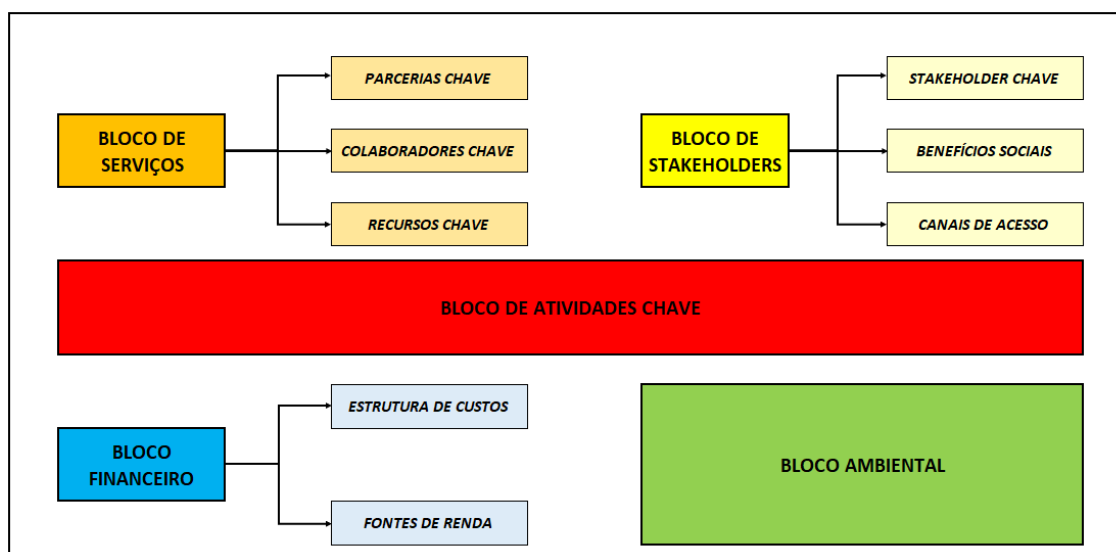 BLOCO DE
SERVIÇOS
PARCERIAS CHAVE
COLABORADORES CHAVE
RECURSOS CHAVE
BLOCO DE
STAKEHOLDERS
STAKEHOLDER CHAVE
BENEFÍCIOS SOCIAIS
CANAIS DE ACESSO
BLOCO DE ATIVIDADES CHAVE
BLOCO
FINANCEIRO
ESTRUTURA DE CUSTOS
FONTES DE RENDA
BLOCO AMBIENTAL